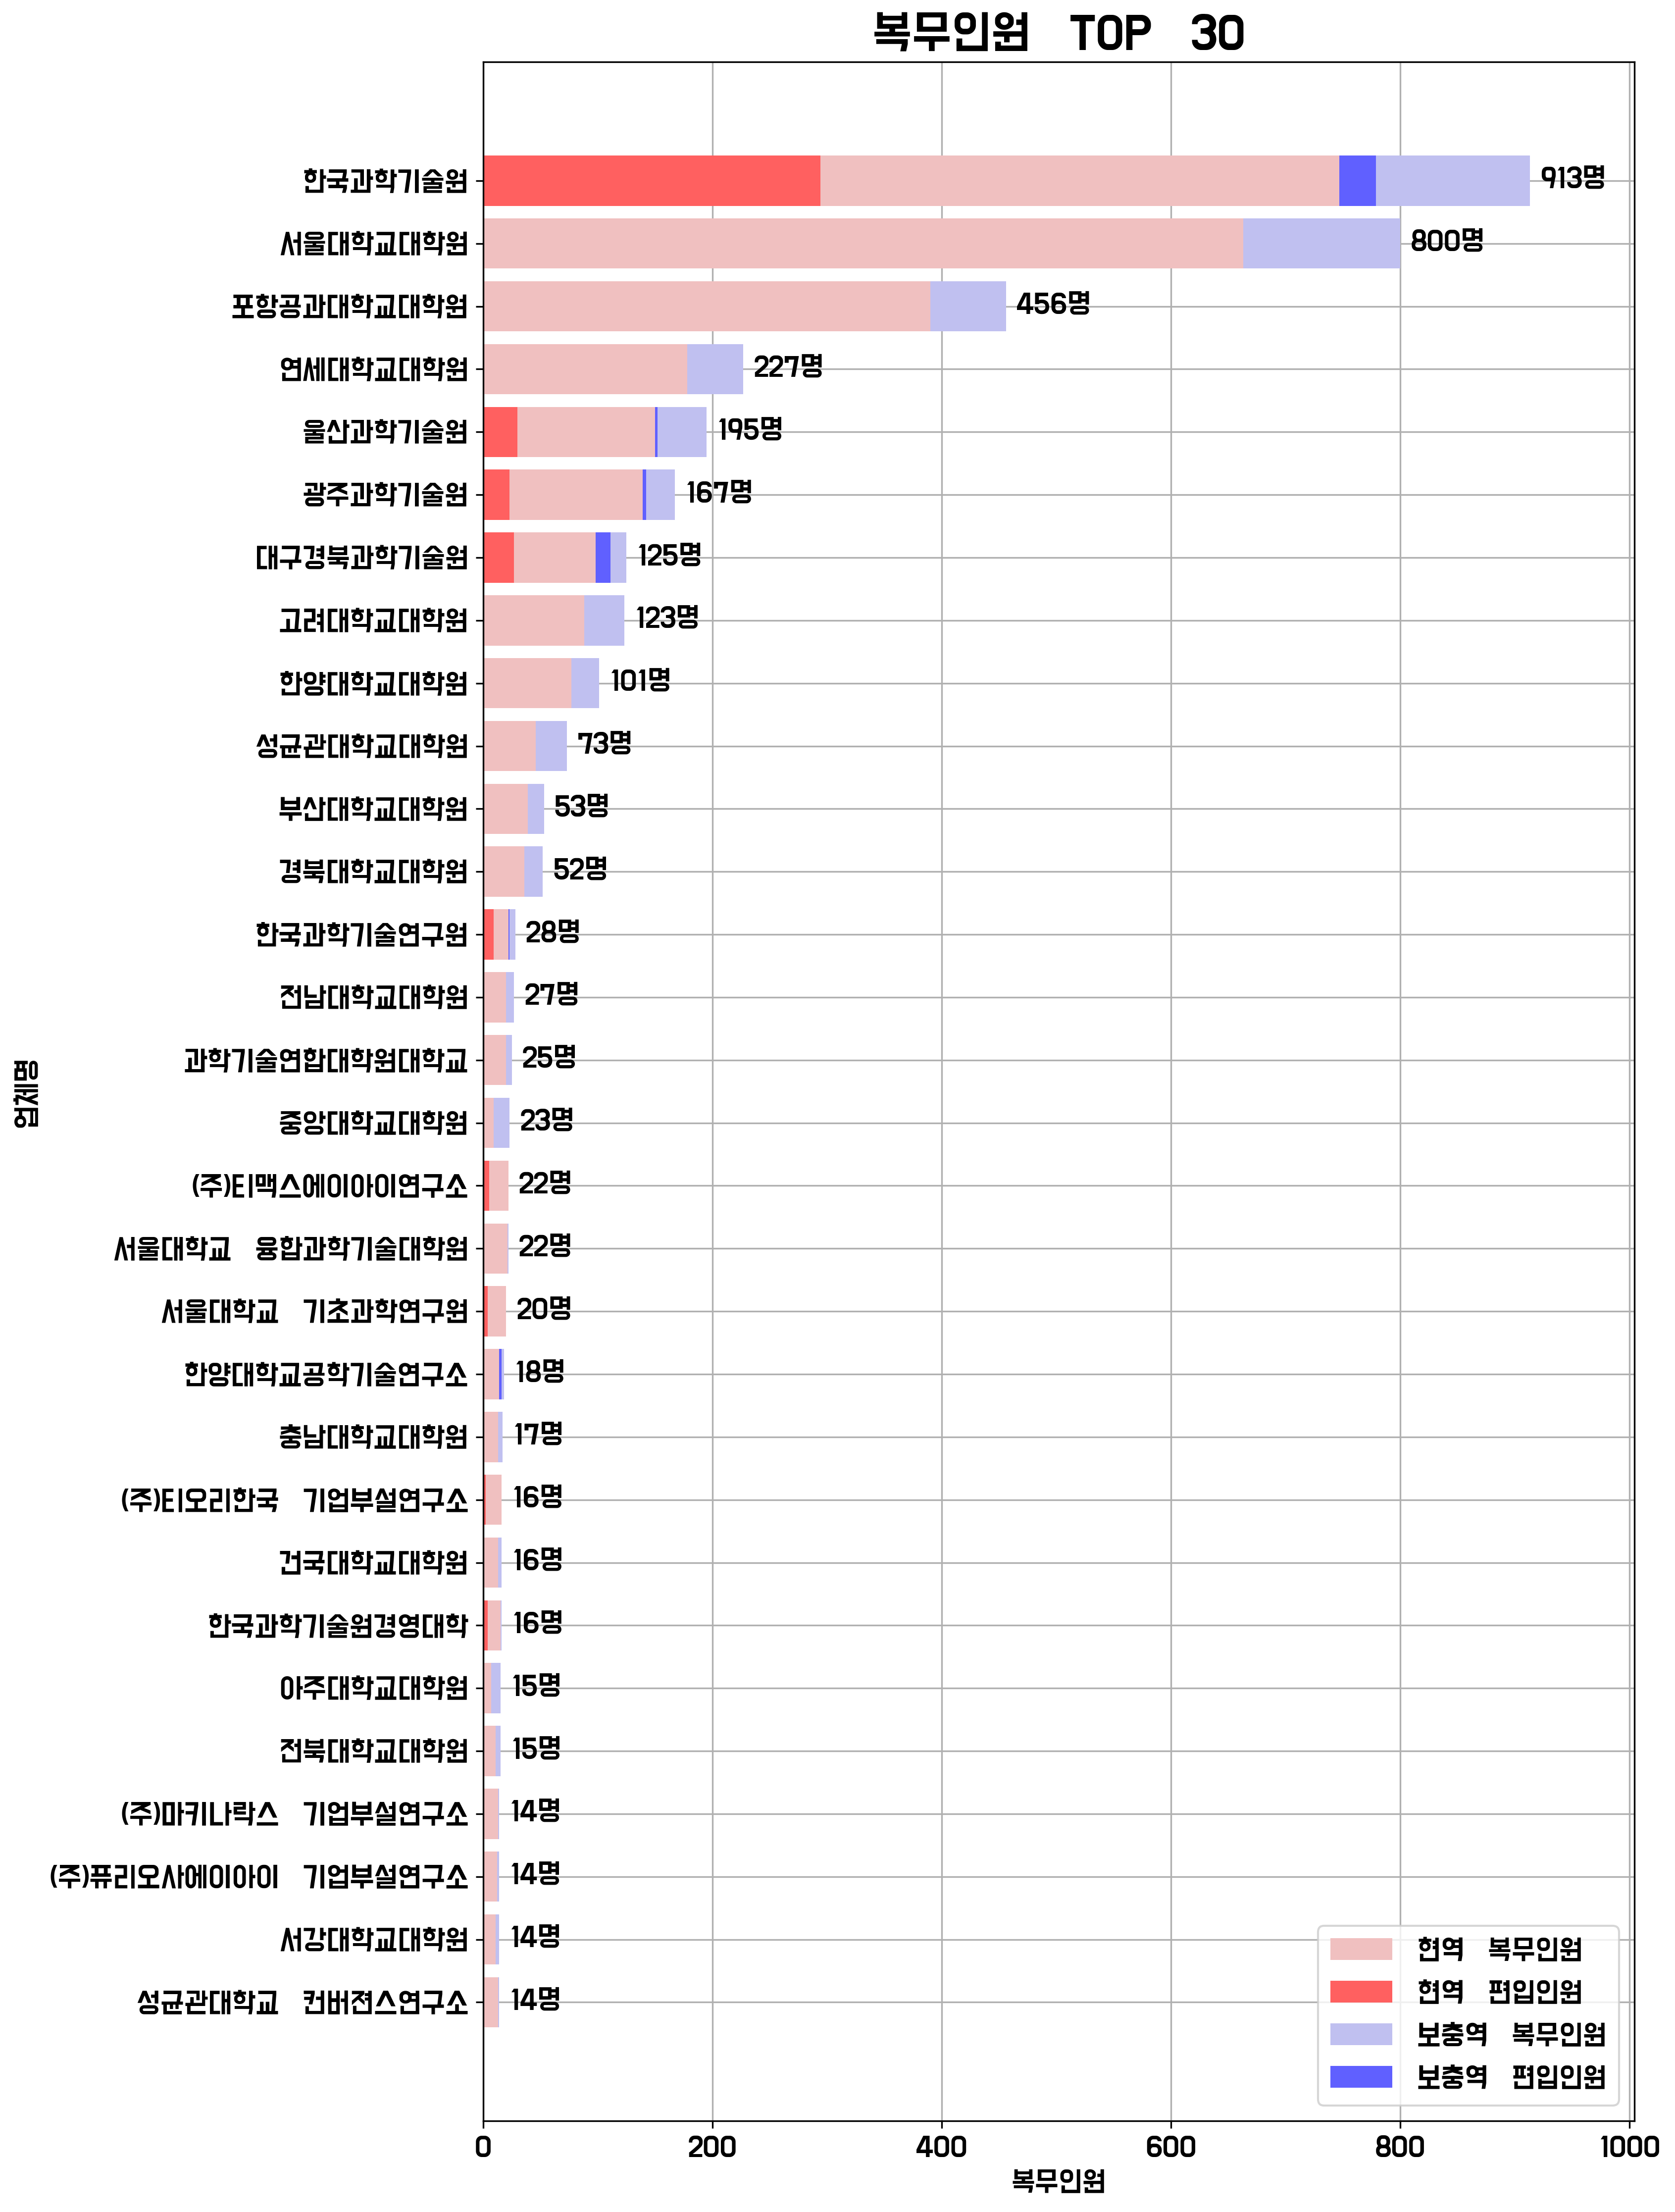 복무인원 TOP 30
한국과학기술원 913명
서울대학교대학원 800명
포항공과대학교대학원 456명
연세대학교대학원 227명
울산과학기술원 195명
광주과학기술원 167명
대구경북과학기술원 125명
고려대학교대학원 123명
한양대학교대학원 101명
성균관대학교대학원 73명
부산대학교대학원 53명
경북대학교대학원 52명
한국과학기술연구원 28명
전남대학교대학원 27명
과학기술연합대학원대학교 25명
중앙대학교대학원 23명
(주)티맥스에이아이연구소 22명
서울대학교 융합과학기술대학원 22명
서울대학교 기초과학연구원 20명
한양대학교공학기술연구소 18명
충남대학교대학원 17명
(주)티오리한국 기업부설연구소 16명
건국대학교대학원 16명
한국과학기술원경영대학 16명
아주대학교대학원 15명
전북대학교대학원 15명
(주)마키나락스 기업부설연구소 14명
(주)퓨리오사에이아이 기업부설연구소 14명
서강대학교대학원 14명
성균관대학교 컨버젼스연구소 14명
업체명
현역 복무인원
현역 편입인원
보충역 복무인원
보충역 편입인원
0 200 400 600 800 1000
복무인원